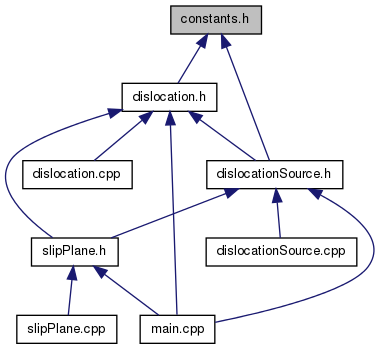 constants.h
dislocation.h
dislocation.cpp
dislocationSource.h
slipPlane.h
dislocationSource.cpp
slipPlane.cpp
main.cpp